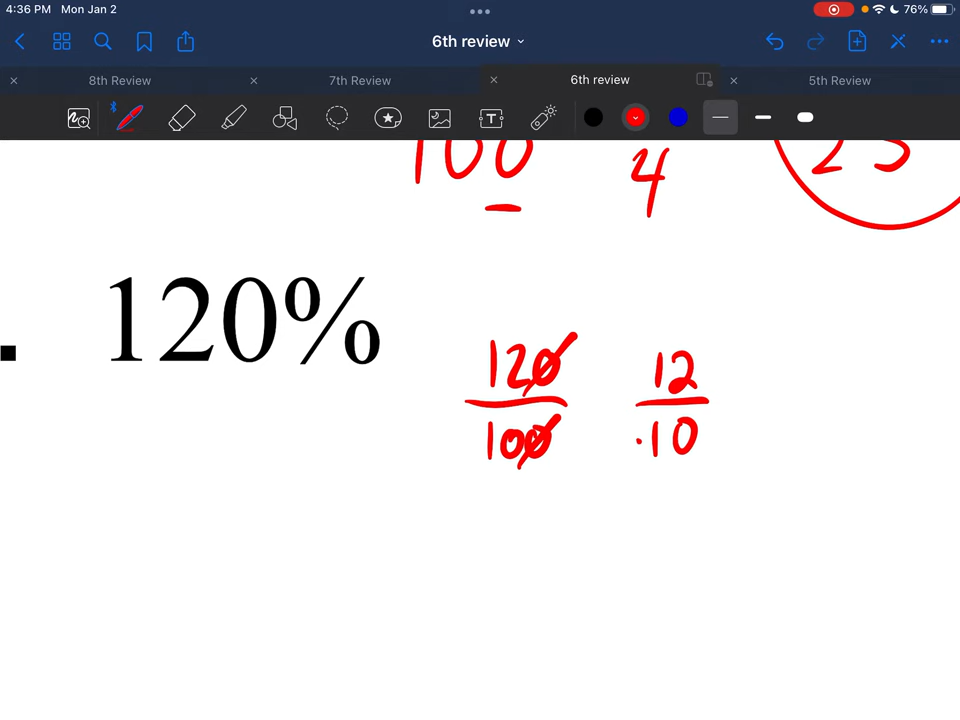 4:36 PM Mon Jan 2
76%
6th review
8th Review
7th Review
6th review
5th Review
T
100 4
. 120%
120 12
100 .10